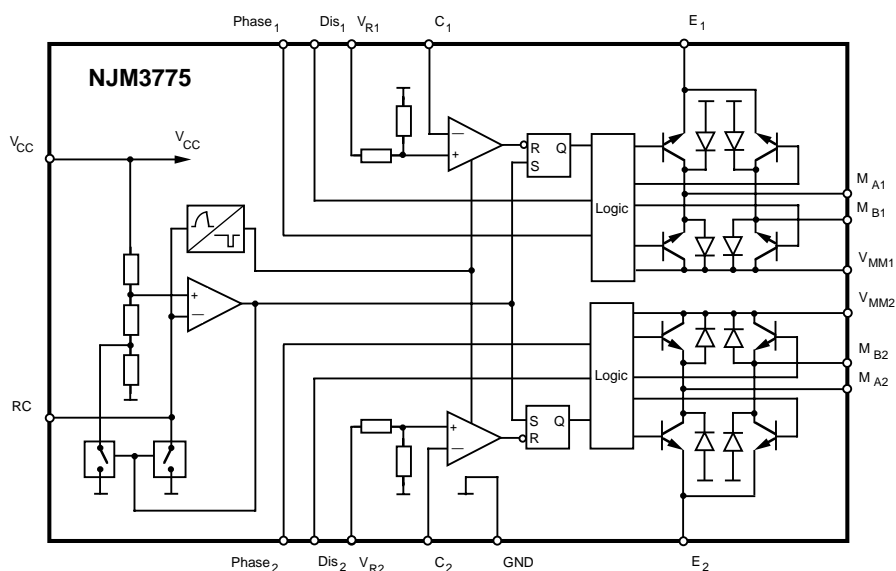 Phase1 Dis1 VR1 C1 E1
NJM3775
VCC
VCC
R Q
S
Logic
+
—
MA1
MB1
VMM1
VMM2
+
—
MB2
Logic
MA2
RC
S Q
R
+
—
Phase2 Dis2 VR2 C2 GND E2